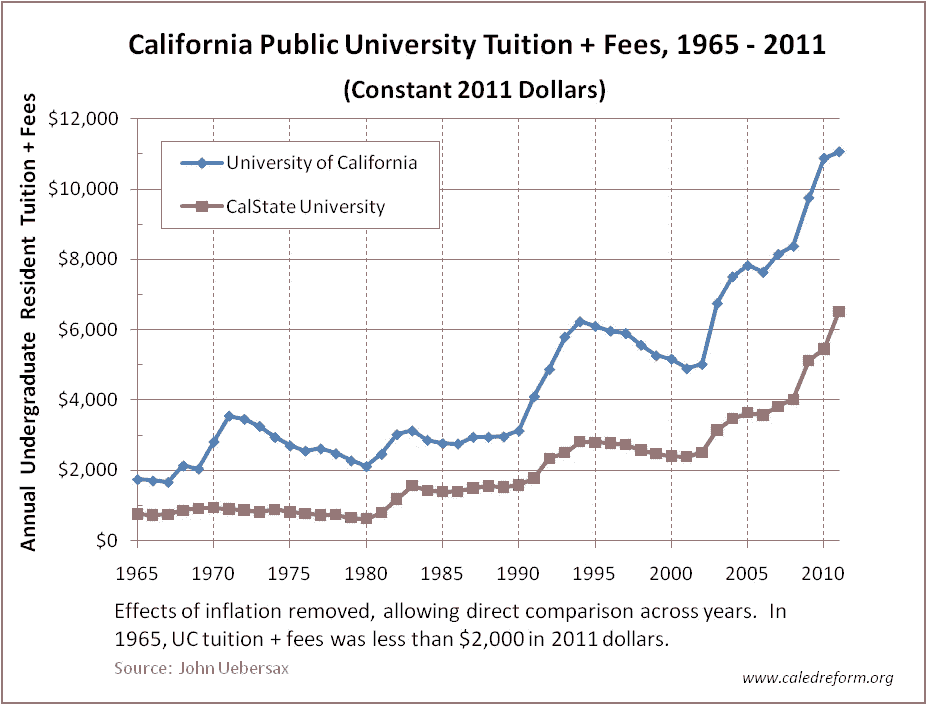 California Public University Tuition + Fees, 1965 - 2011
(Constant 2011 Dollars)
Annual Undergraduate Resident Tuition + Fees
$12,000
$10,000
$8,000
$6,000
$4,000
$2,000
$0
University of California
CalState University
1965 1970 1975 1980 1985 1990 1995 2000 2005 2010
Effects of inflation removed, allowing direct comparison across years. In
1965, UC tuition + fees was less than $2,000 in 2011 dollars.
Source: John Uebersax
www.caledreform.org